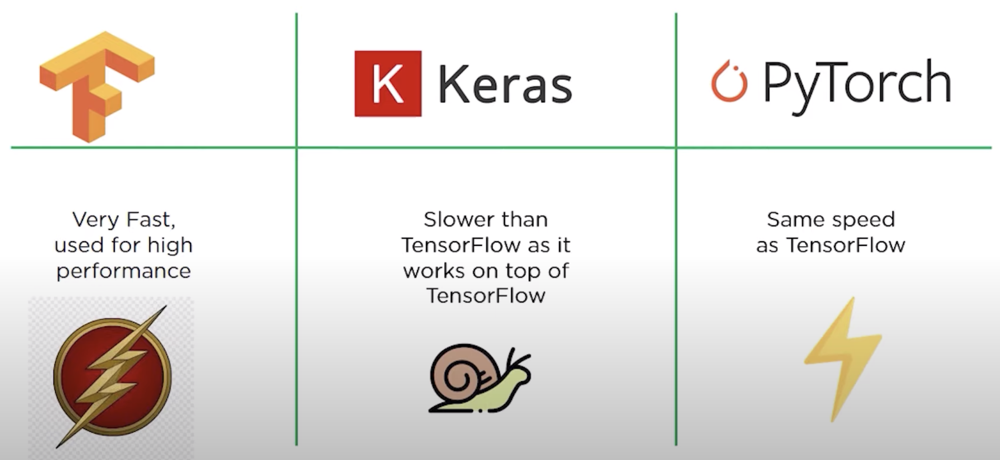 K Keras
PyTorch
Very Fast,
used for high
performance
Slower than
TensorFlow as it
works on top of
TensorFlow
Same speed
as TensorFlow